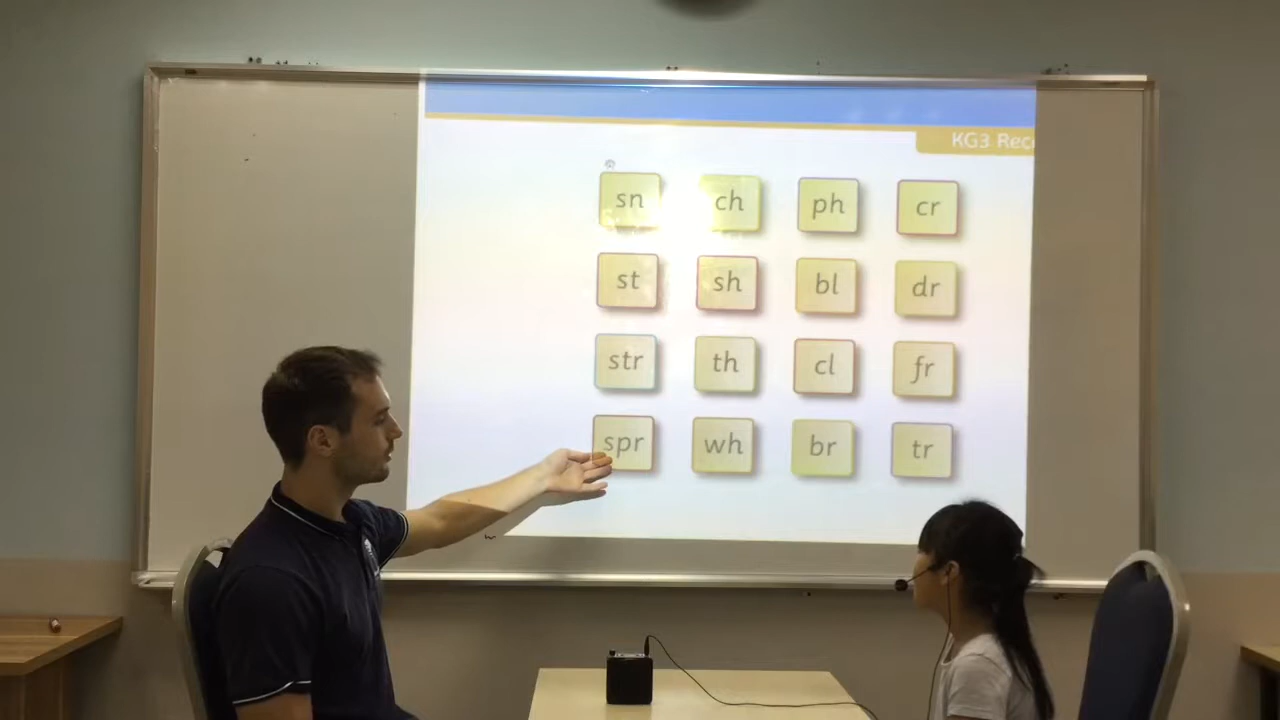 KG3 Rec
sn ch ph cr
st sh bl dr
str th cl fr
spr wh br tr